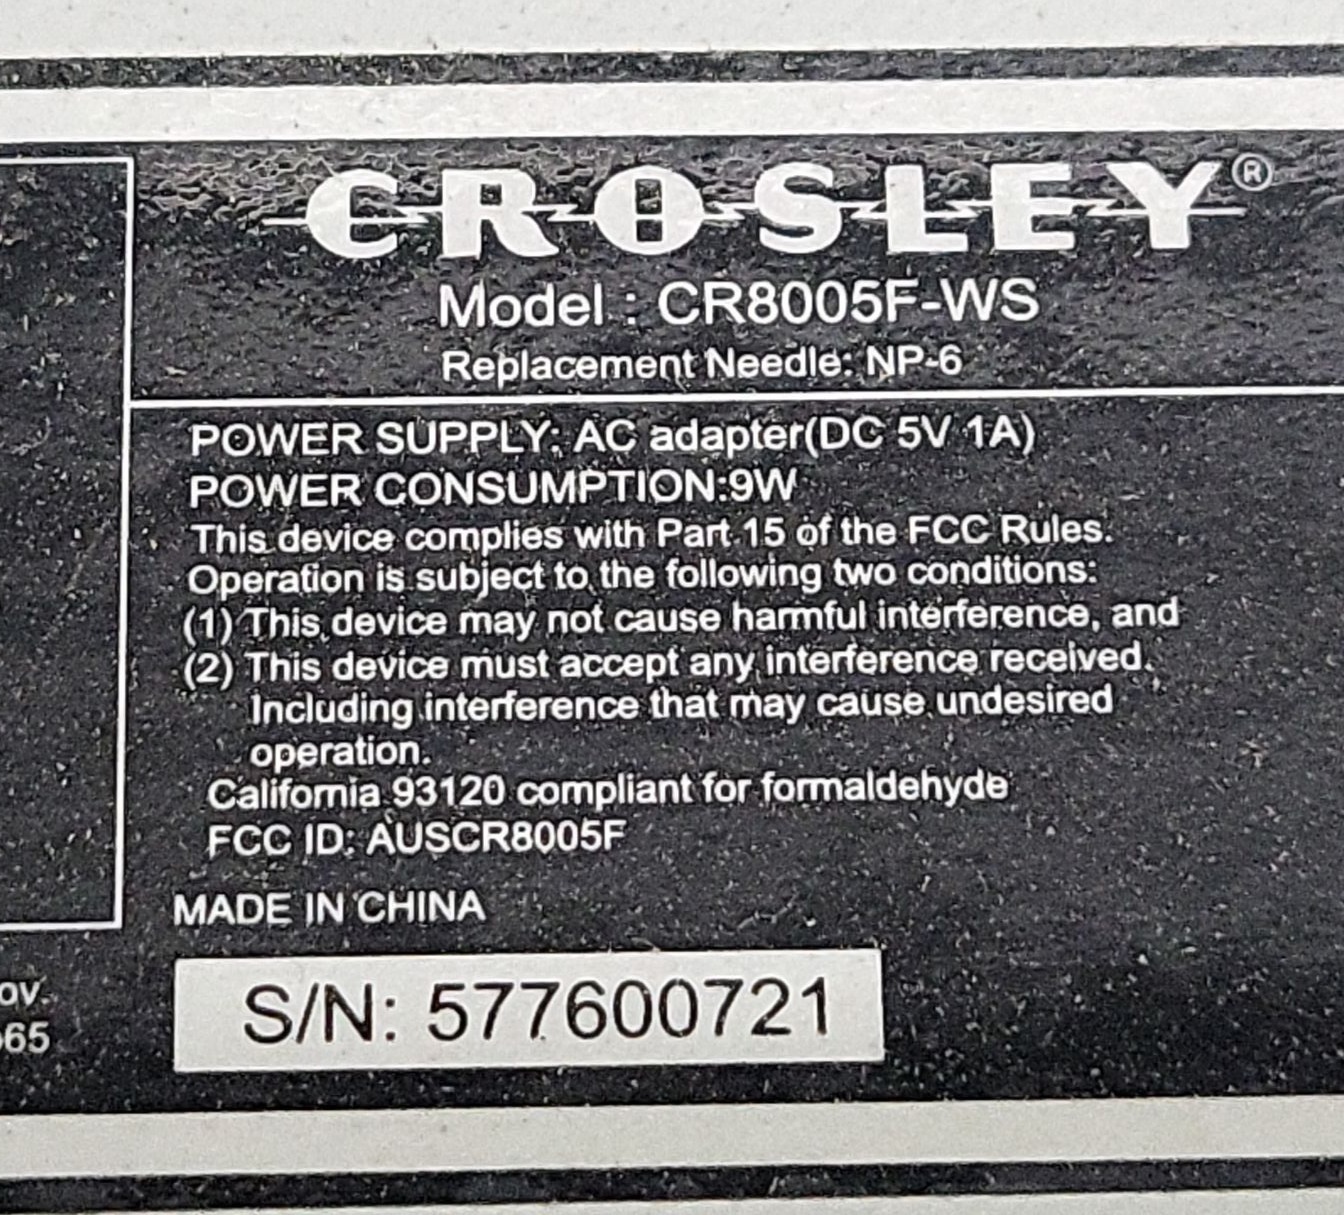 CROSLEY®
Model : CR8005F-WS
Replacement Needle: NP-6
POWER SUPPLY: AC adapter(DC 5V 1A)
POWER CONSUMPTION:9W
This device complies with Part 15 of the FCC Rules.
Operation is subject to the following two conditions:
(1) This device may not cause harmful interference, and
(2) This device must accept any interference received.
Including interference that may cause undesired
operation.
California 93120 compliant for formaldehyde
FCC ID: AUSCR8005F
MADE IN CHINA
S/N: 577600721